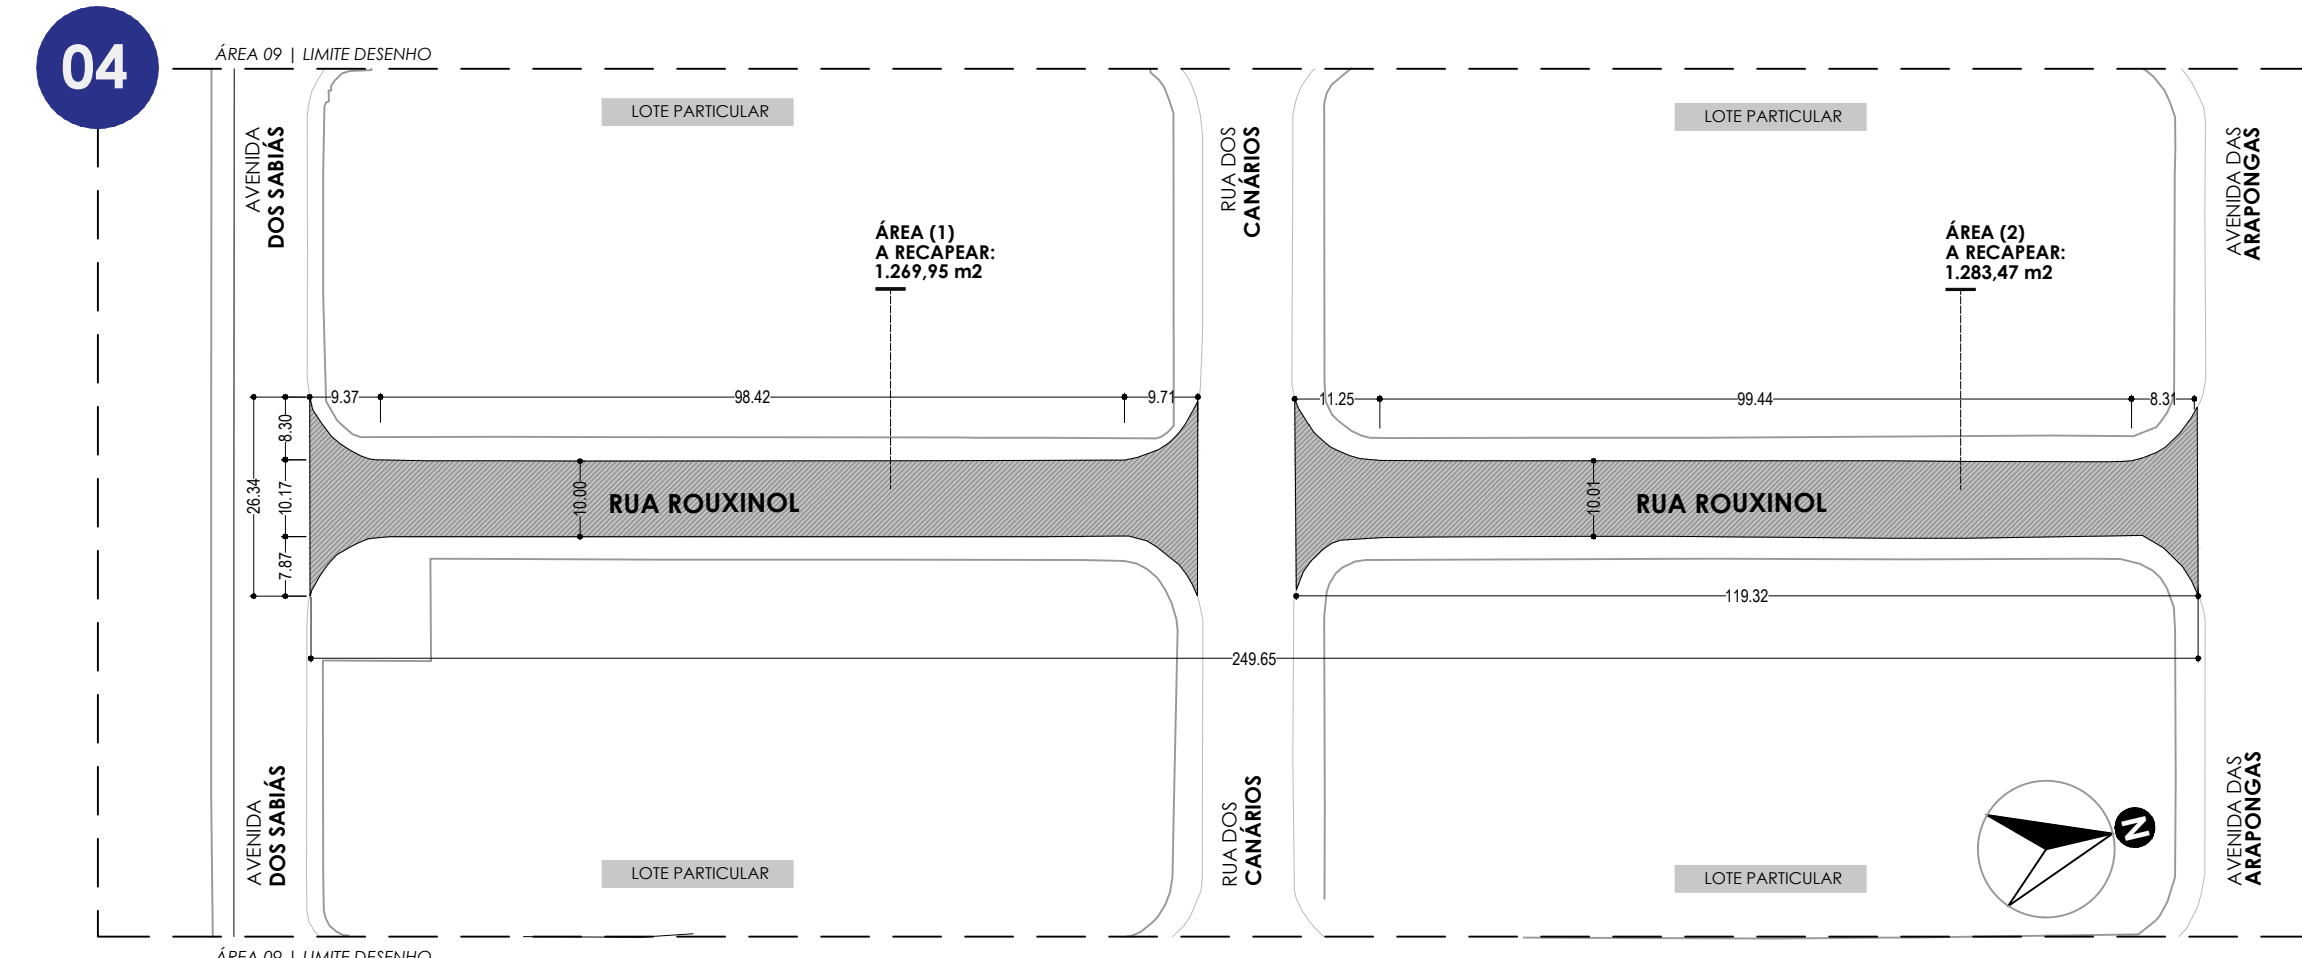 04
ÁREA 09 | LIMITE DESENHO
LOTE PARTICULAR
LOTE PARTICULAR
AVENIDA
DOS SABIÁS
RUA DOS
CANÁRIOS
AVENIDA DAS
ARAPONGAS
ÁREA (1)
A RECAPEAR:
1.269,95 m2
ÁREA (2)
A RECAPEAR:
1.283,47 m2
9.37
98.42
9.71
11.25
99.44
8.31
8.30
26.34
10.17
7.87
10.00
RUA ROUXINOL
10.01
RUA ROUXINOL
119.32
249.65
AVENIDA
DOS SABIÁS
RUA DOS
CANÁRIOS
AVENIDA DAS
ARAPONGAS
N
LOTE PARTICULAR
LOTE PARTICULAR
ÁREA 09 | LIMITE DESENHO